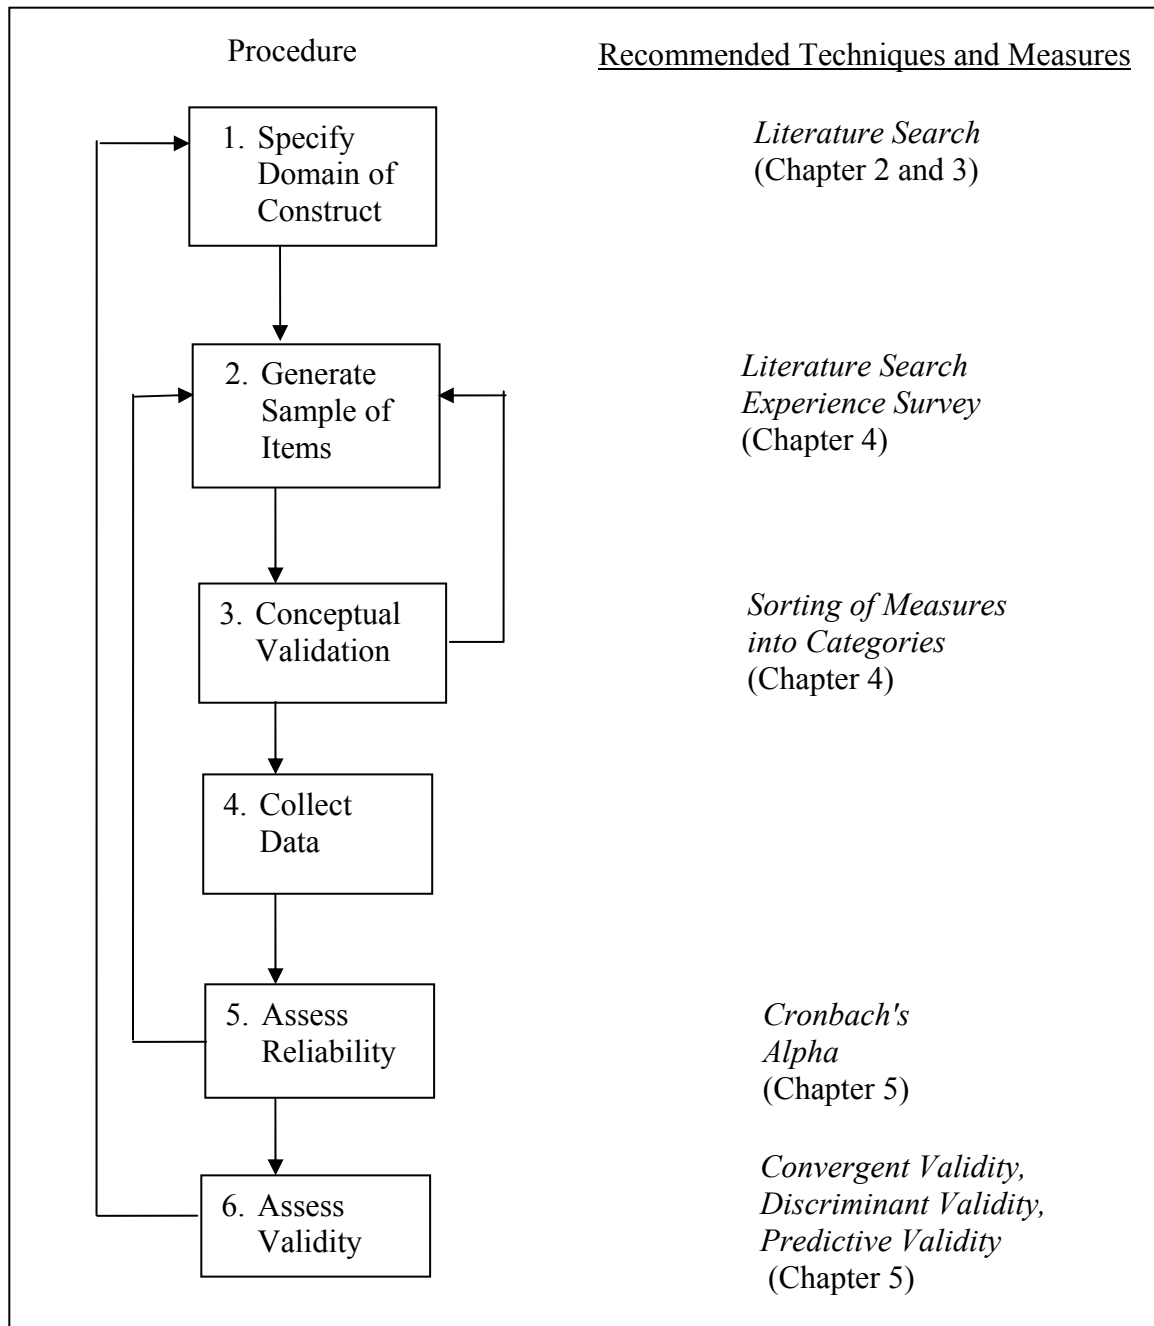 Procedure
Recommended Techniques and Measures
1. Specify
Domain of
Construct
Literature Search
(Chapter 2 and 3)
2. Generate
Sample of
Items
Literature Search
Experience Survey
(Chapter 4)
3. Conceptual
Validation
Sorting of Measures
into Categories
(Chapter 4)
4. Collect
Data
5. Assess
Reliability
Cronbach's
Alpha
(Chapter 5)
6. Assess
Validity
Convergent Validity,
Discriminant Validity,
Predictive Validity
(Chapter 5)